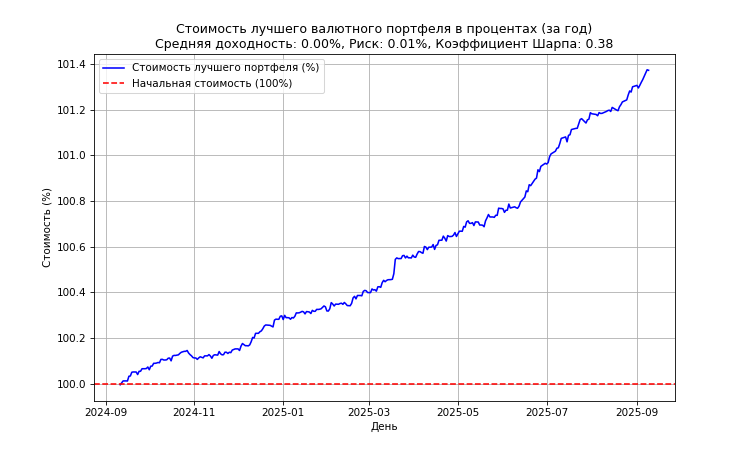 Стоимость лучшего валютного портфеля в процентах (за год)
Средняя доходность: 0.00%, Риск: 0.01%, Коэффициент Шарпа: 0.38
Стоимость лучшего портфеля (%)
Начальная стоимость (100%)
Стоимость (%)
101.4
101.2
101.0
100.8
100.6
100.4
100.2
100.0
2024-09
2024-11
2025-01
2025-03
2025-05
2025-07
2025-09
День